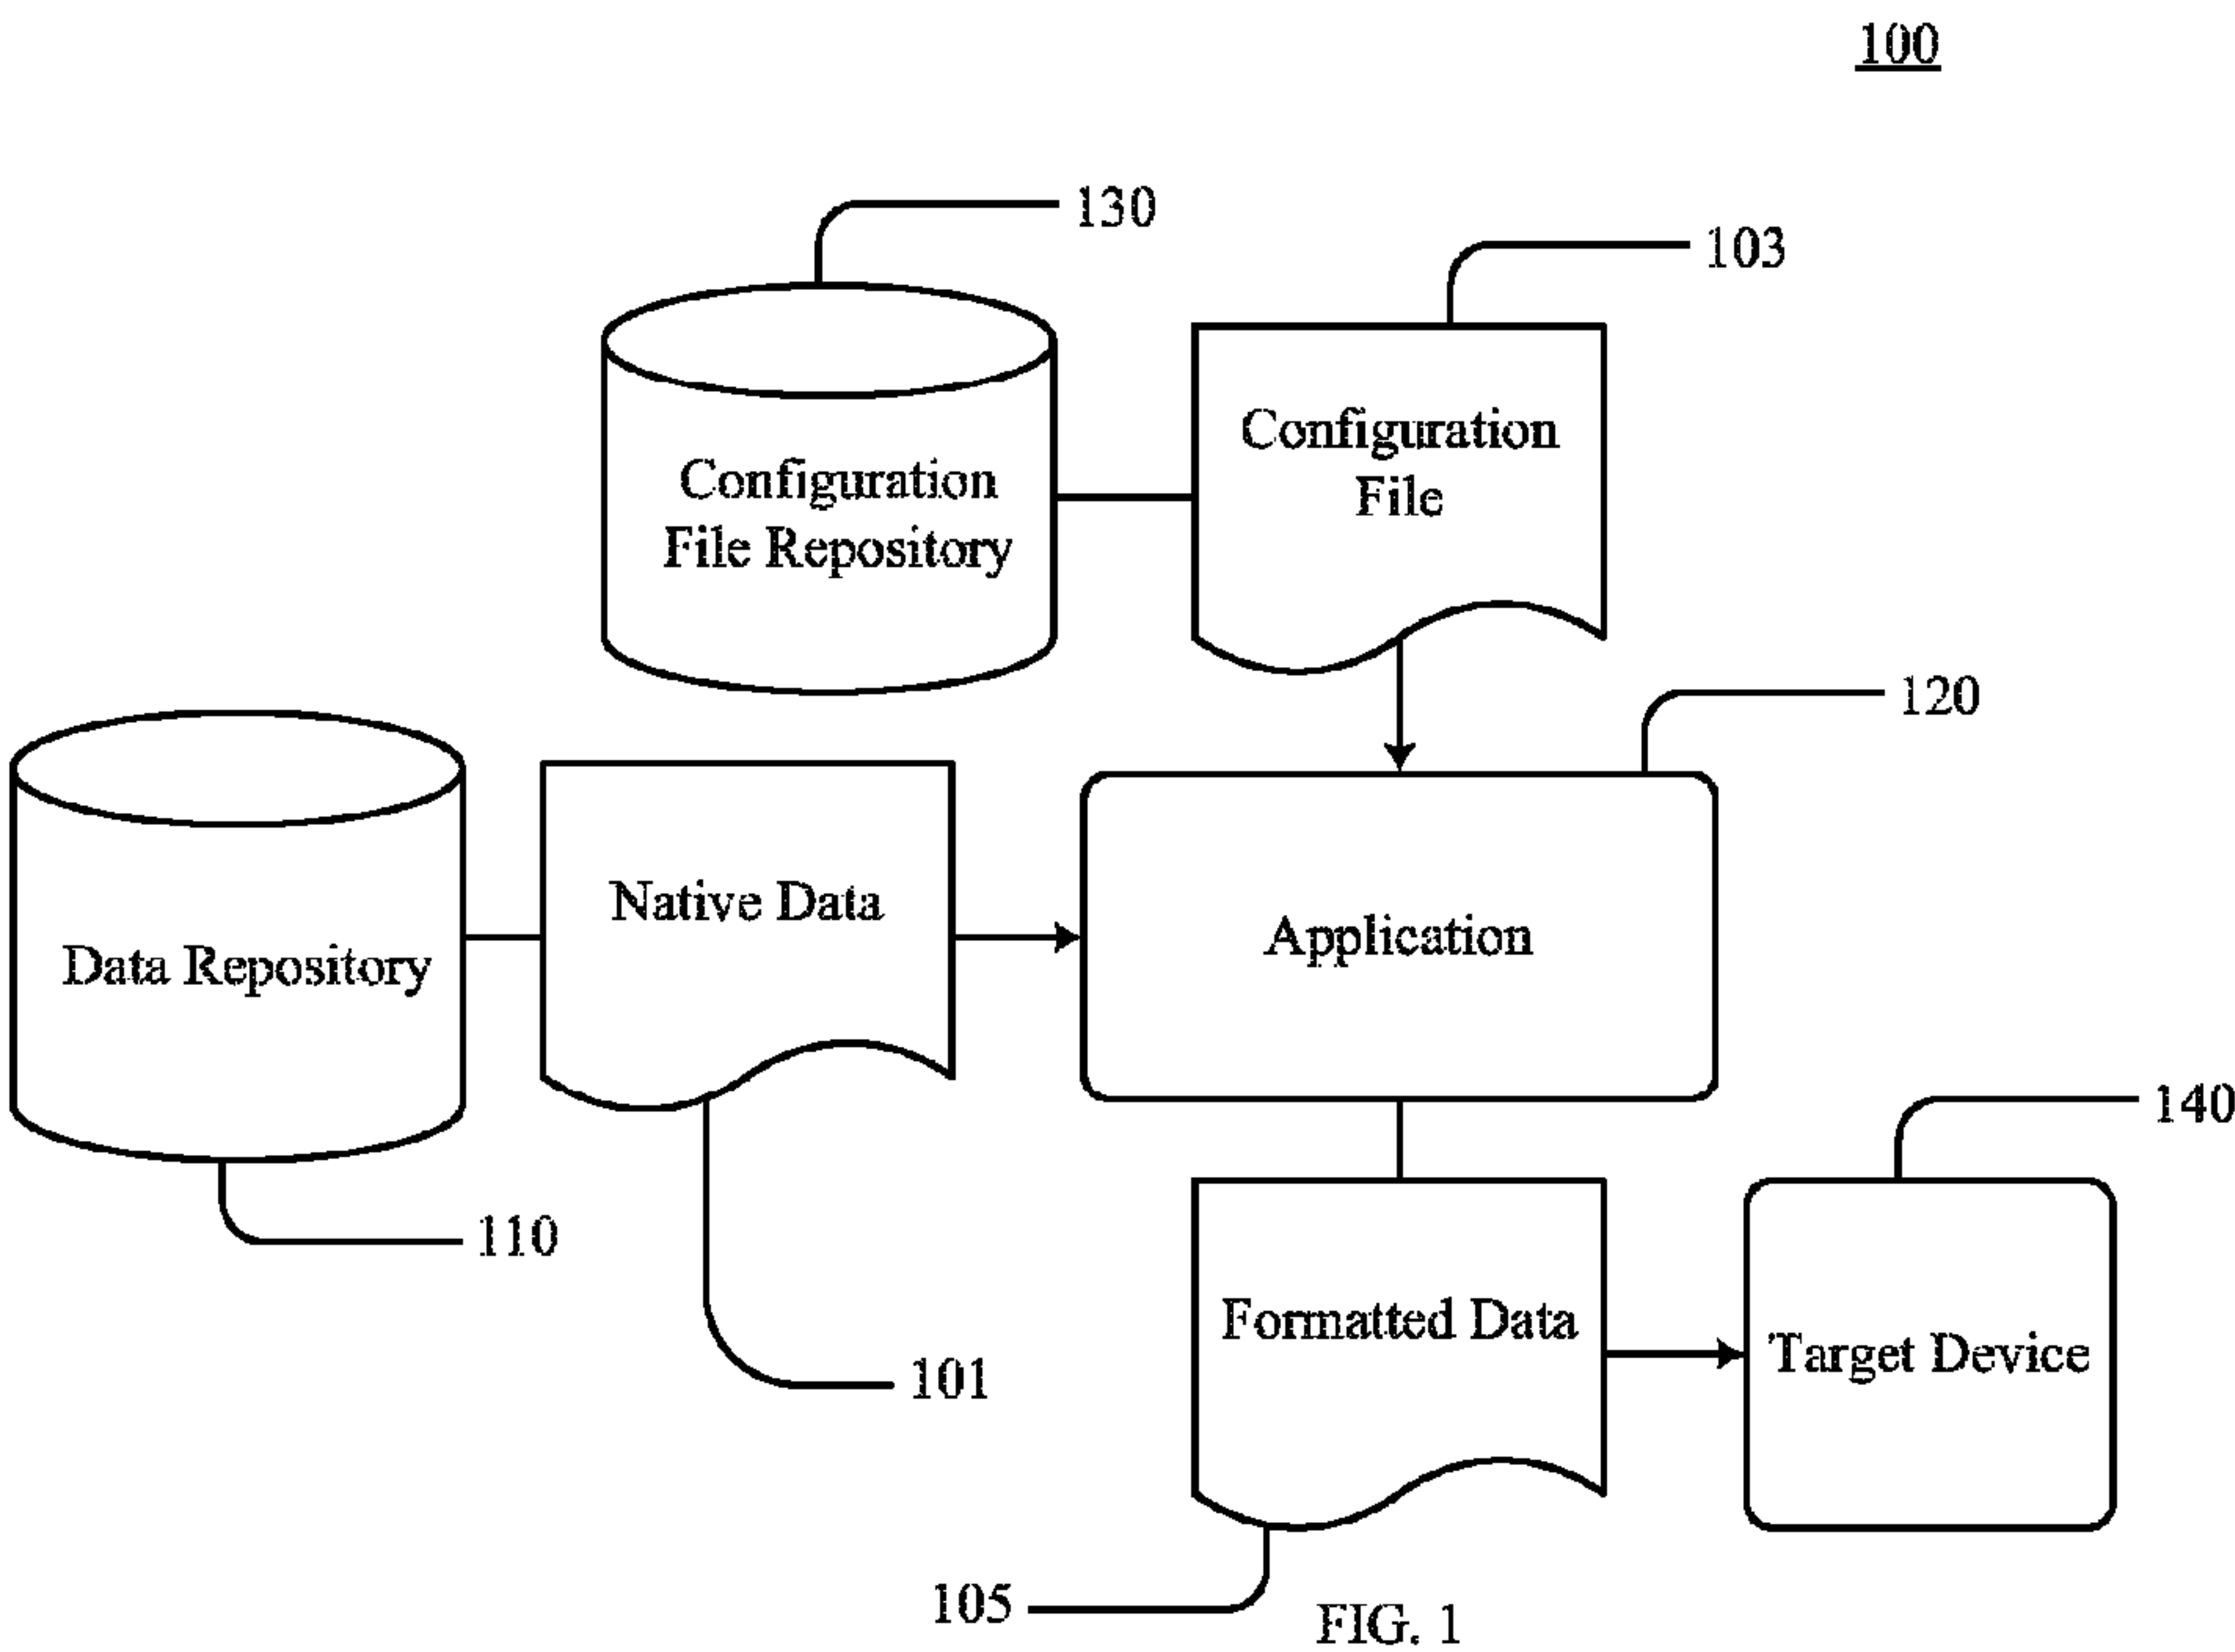 100
130
103
Configuration
File
Configuration
File Repository
120
Native Data
Application
Data Repository
140
110
Formatted Data
Target Device
101
105
FIG. 1